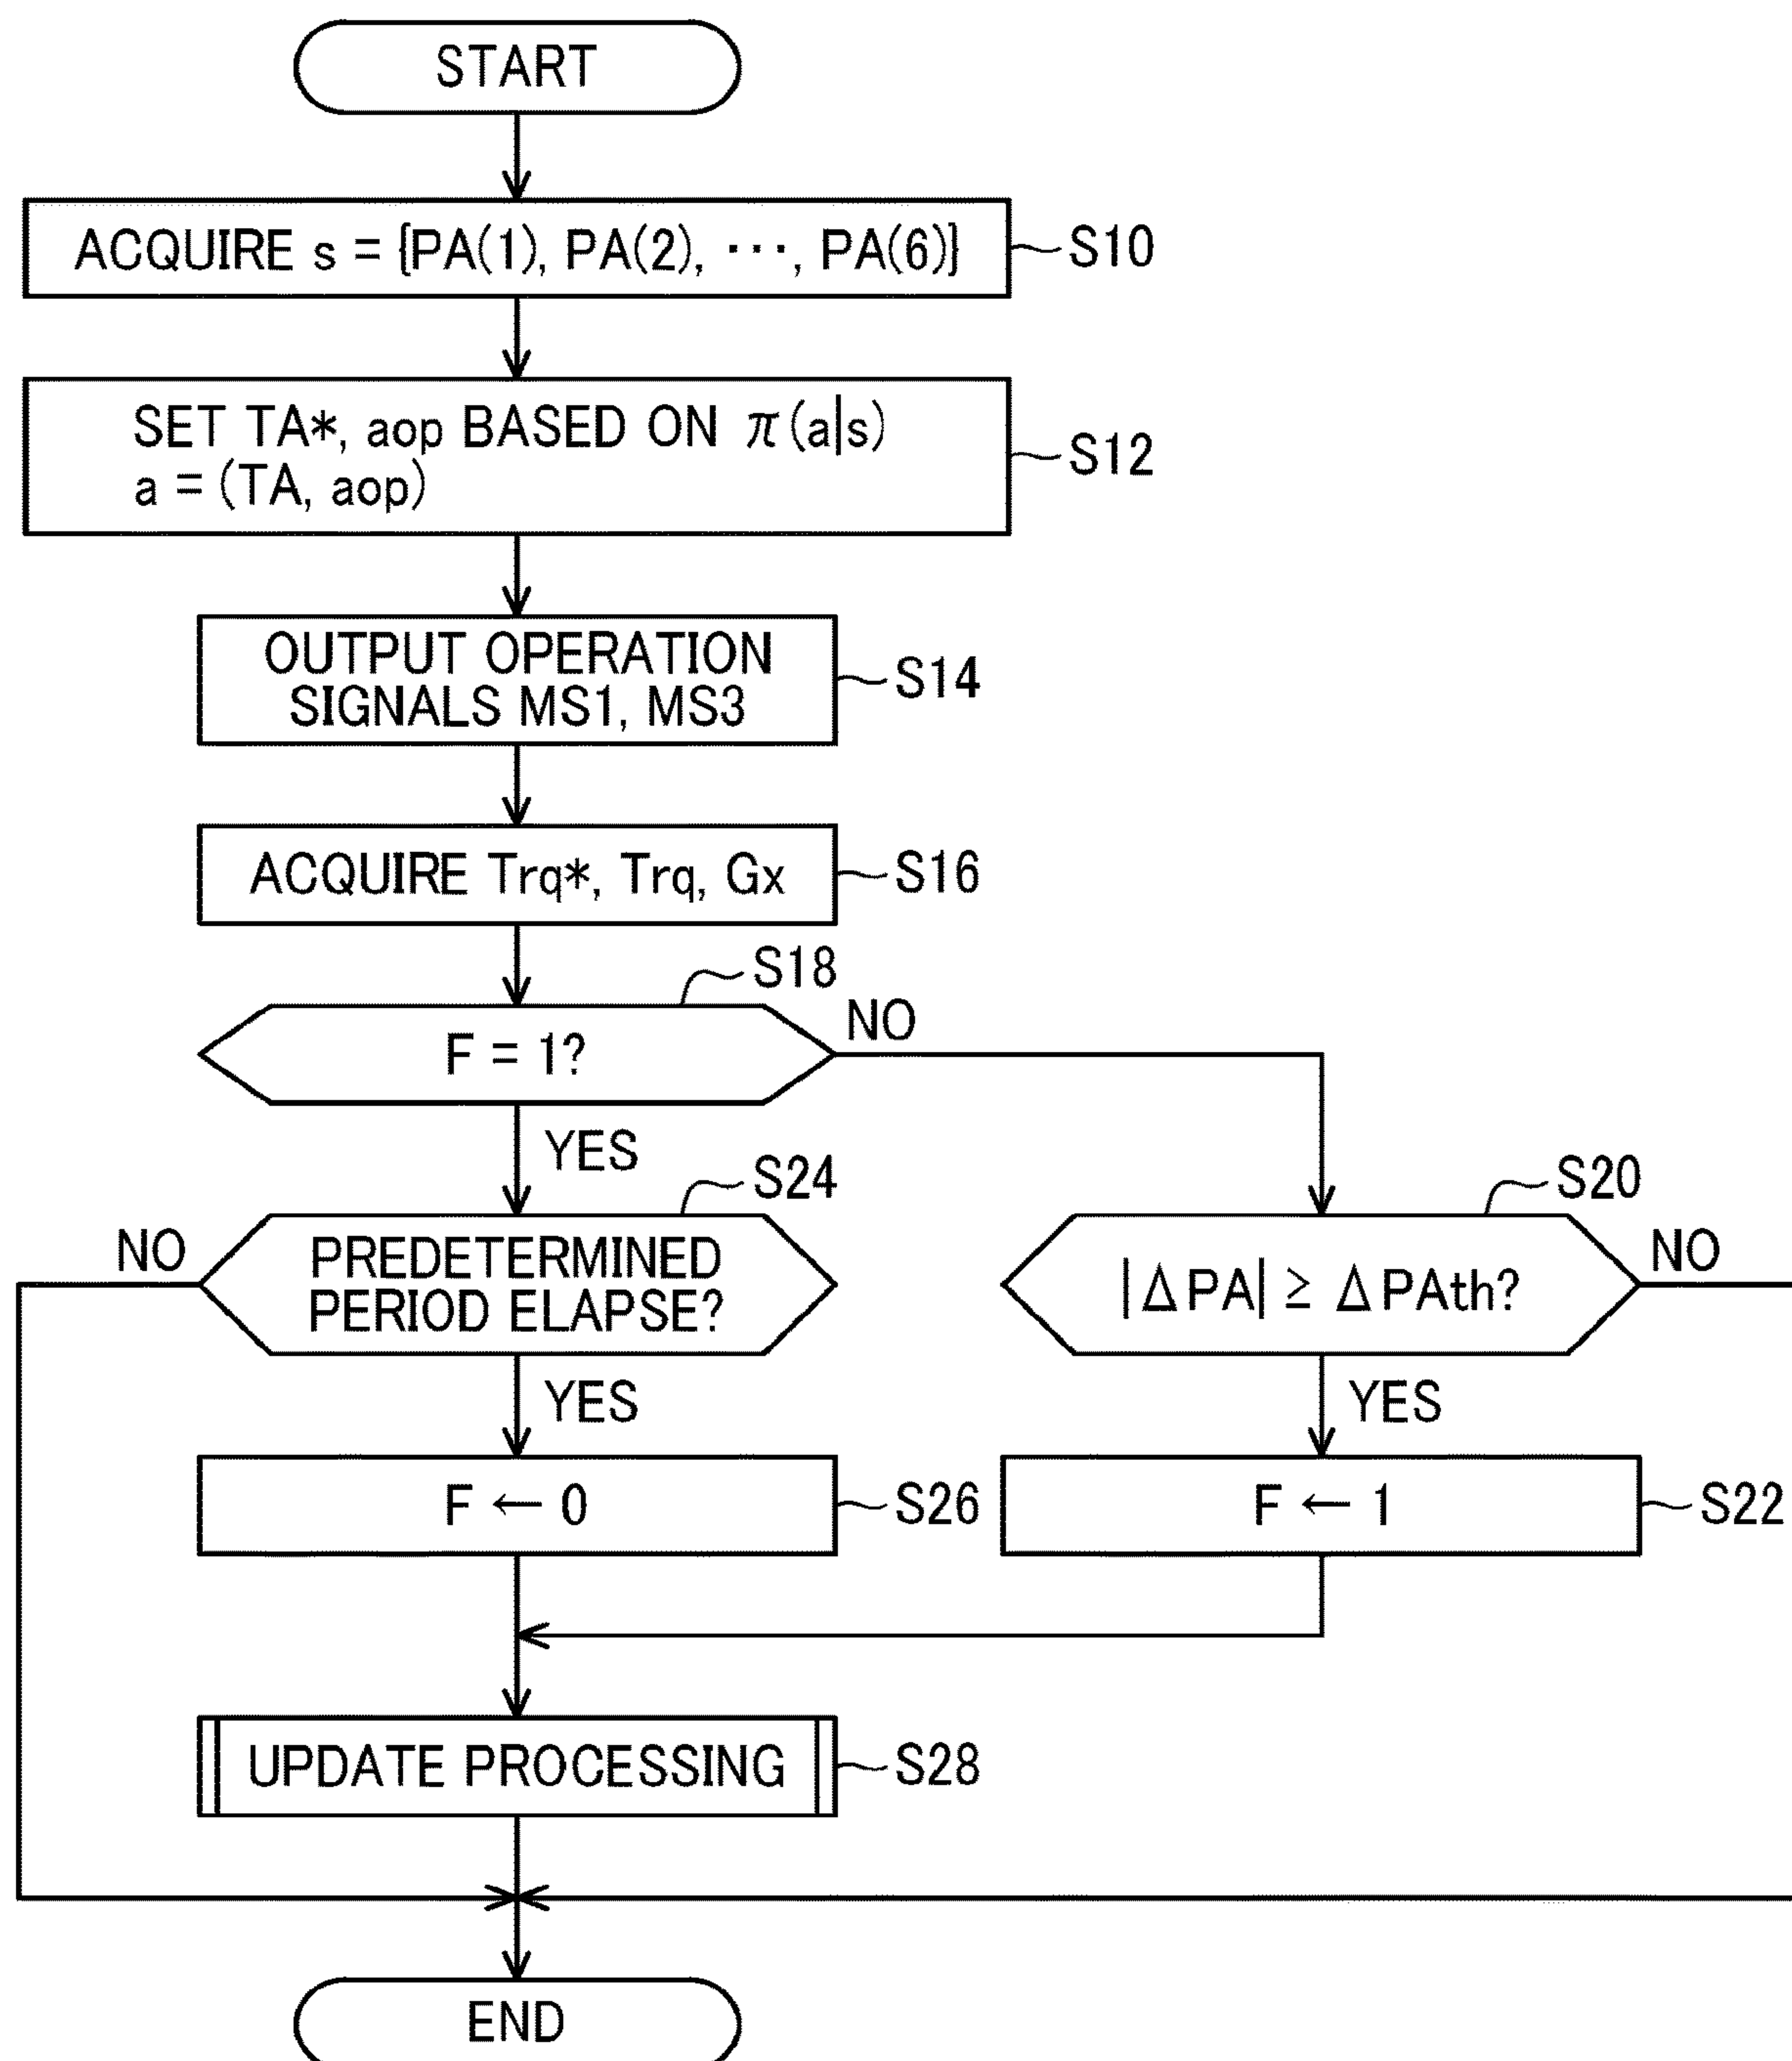 START
ACQUIRE s = {PA(1), PA(2), ···, PA(6)}
S10
SET TA*, aop BASED ON π(a|s)
a = (TA, aop)
S12
OUTPUT OPERATION
SIGNALS MS1, MS3
S14
ACQUIRE Trq*, Trq, Gx
S16
S18
F = 1?
NO
YES
S24
S20
NO
PREDETERMINED
PERIOD ELAPSE?
|ΔPA| ≥ ΔPAth?
NO
YES
YES
F ← 0
S26
F ← 1
S22
UPDATE PROCESSING
S28
END